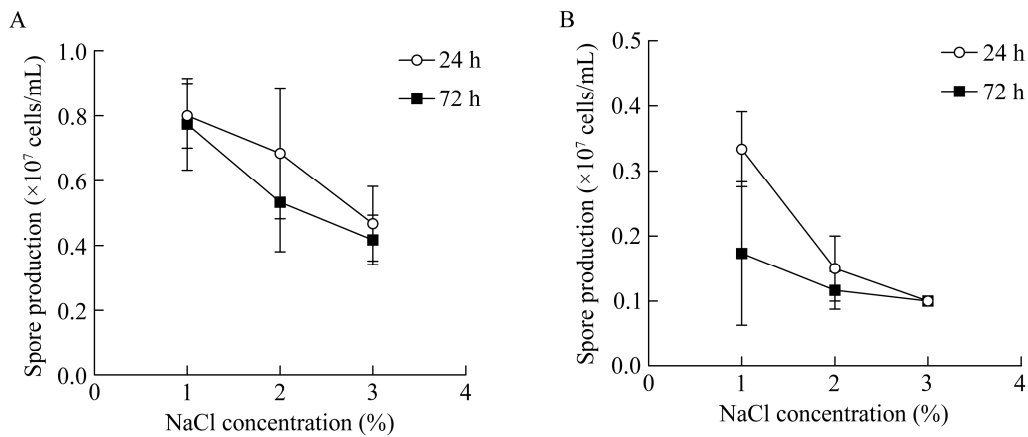 A
Spore production (×10⁷ cells/mL)
1.0
0.8
0.6
0.4
0.2
0.0
0
1
2
3
4
NaCl concentration (%)
24 h
72 h
B
Spore production (×10⁷ cells/mL)
0.5
0.4
0.3
0.2
0.1
0.0
0
1
2
3
4
NaCl concentration (%)
24 h
72 h